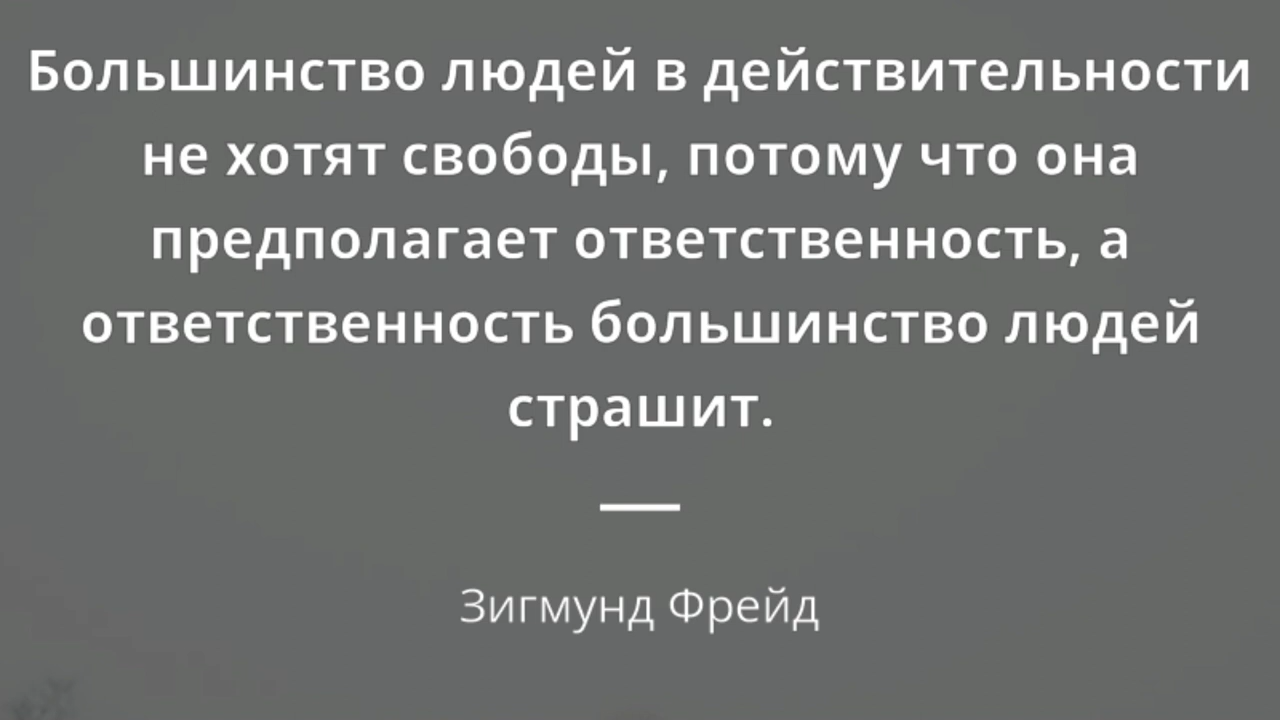 Большинство людей в действительности
не хотят свободы, потому что она
предполагает ответственность, а
ответственность большинство людей
страшит.
Зигмунд Фрейд